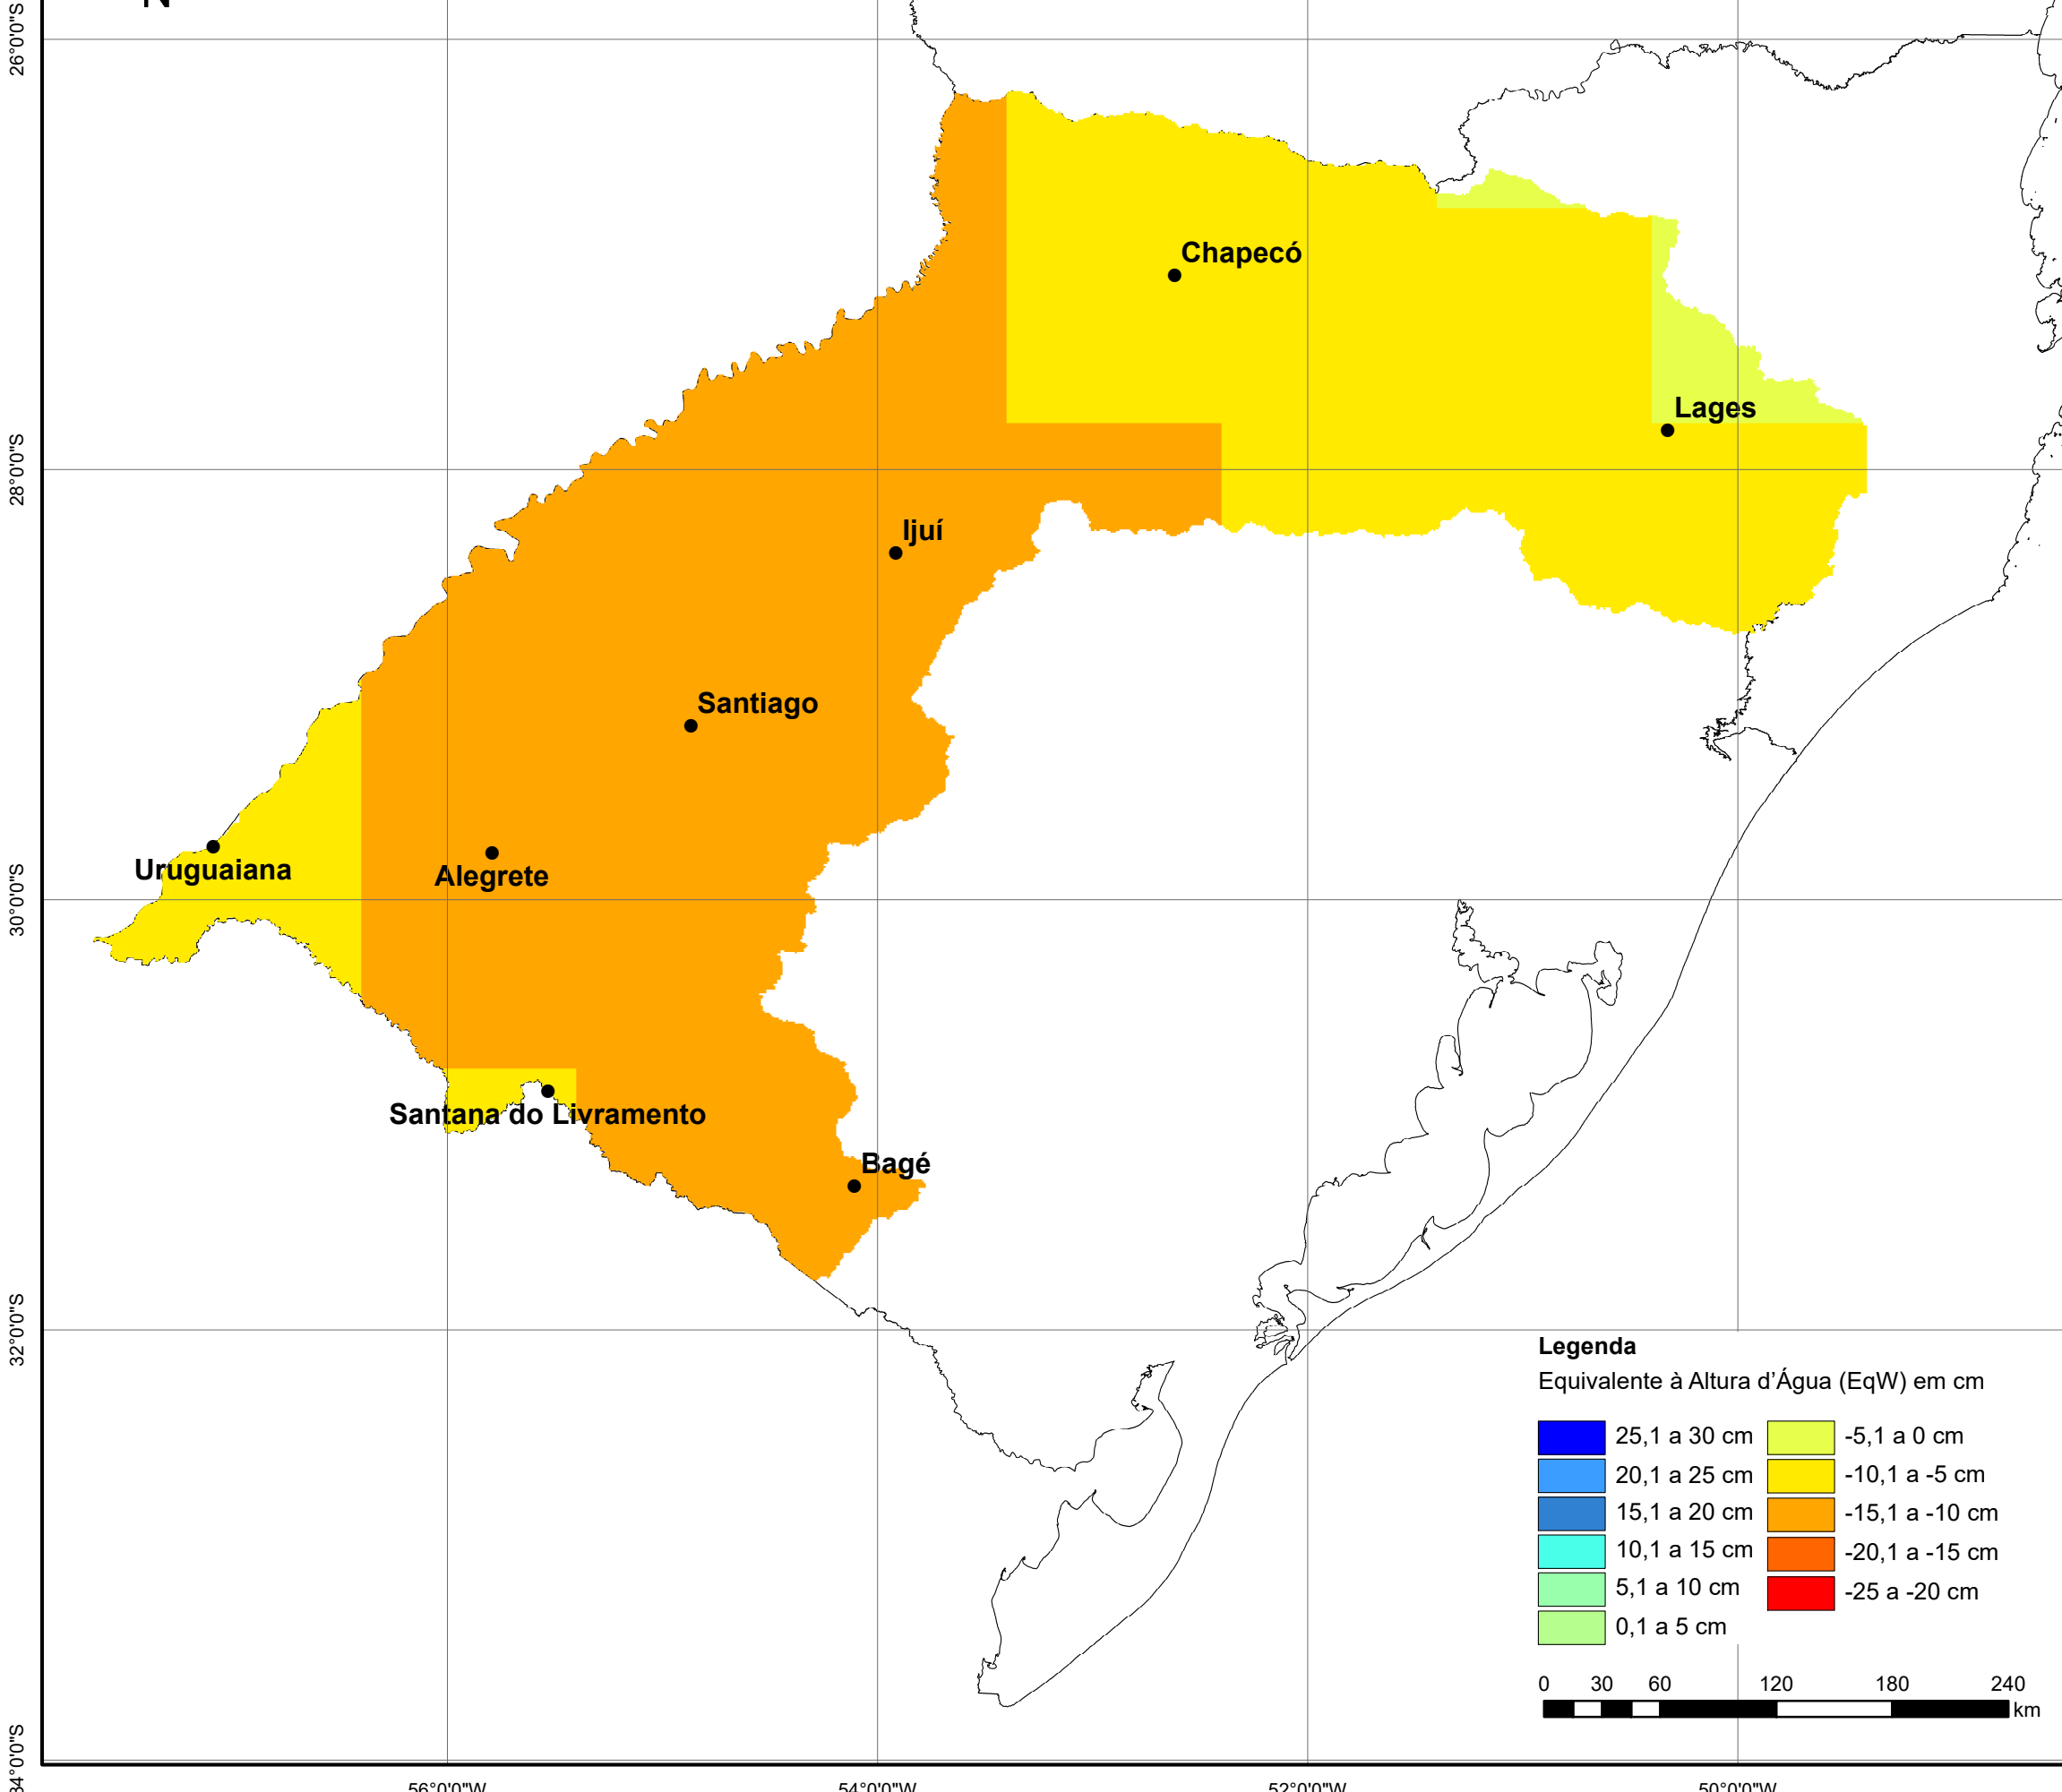 N
26°0'0"S
Chapecó
Lages
28°0'0"S
Ijuí
Santiago
Uruguaiana
Alegrete
30°0'0"S
Santana do Livramento
Bagé
32°0'0"S
Legenda
Equivalente à Altura d'Água (EqW) em cm
25,1 a 30 cm
20,1 a 25 cm
15,1 a 20 cm
10,1 a 15 cm
5,1 a 10 cm
0,1 a 5 cm
-5,1 a 0 cm
-10,1 a -5 cm
-15,1 a -10 cm
-20,1 a -15 cm
-25 a -20 cm
0 30 60 120 180 240
km
34°0'0"S
56°0'0"W 54°0'0"W 52°0'0"W 50°0'0"W